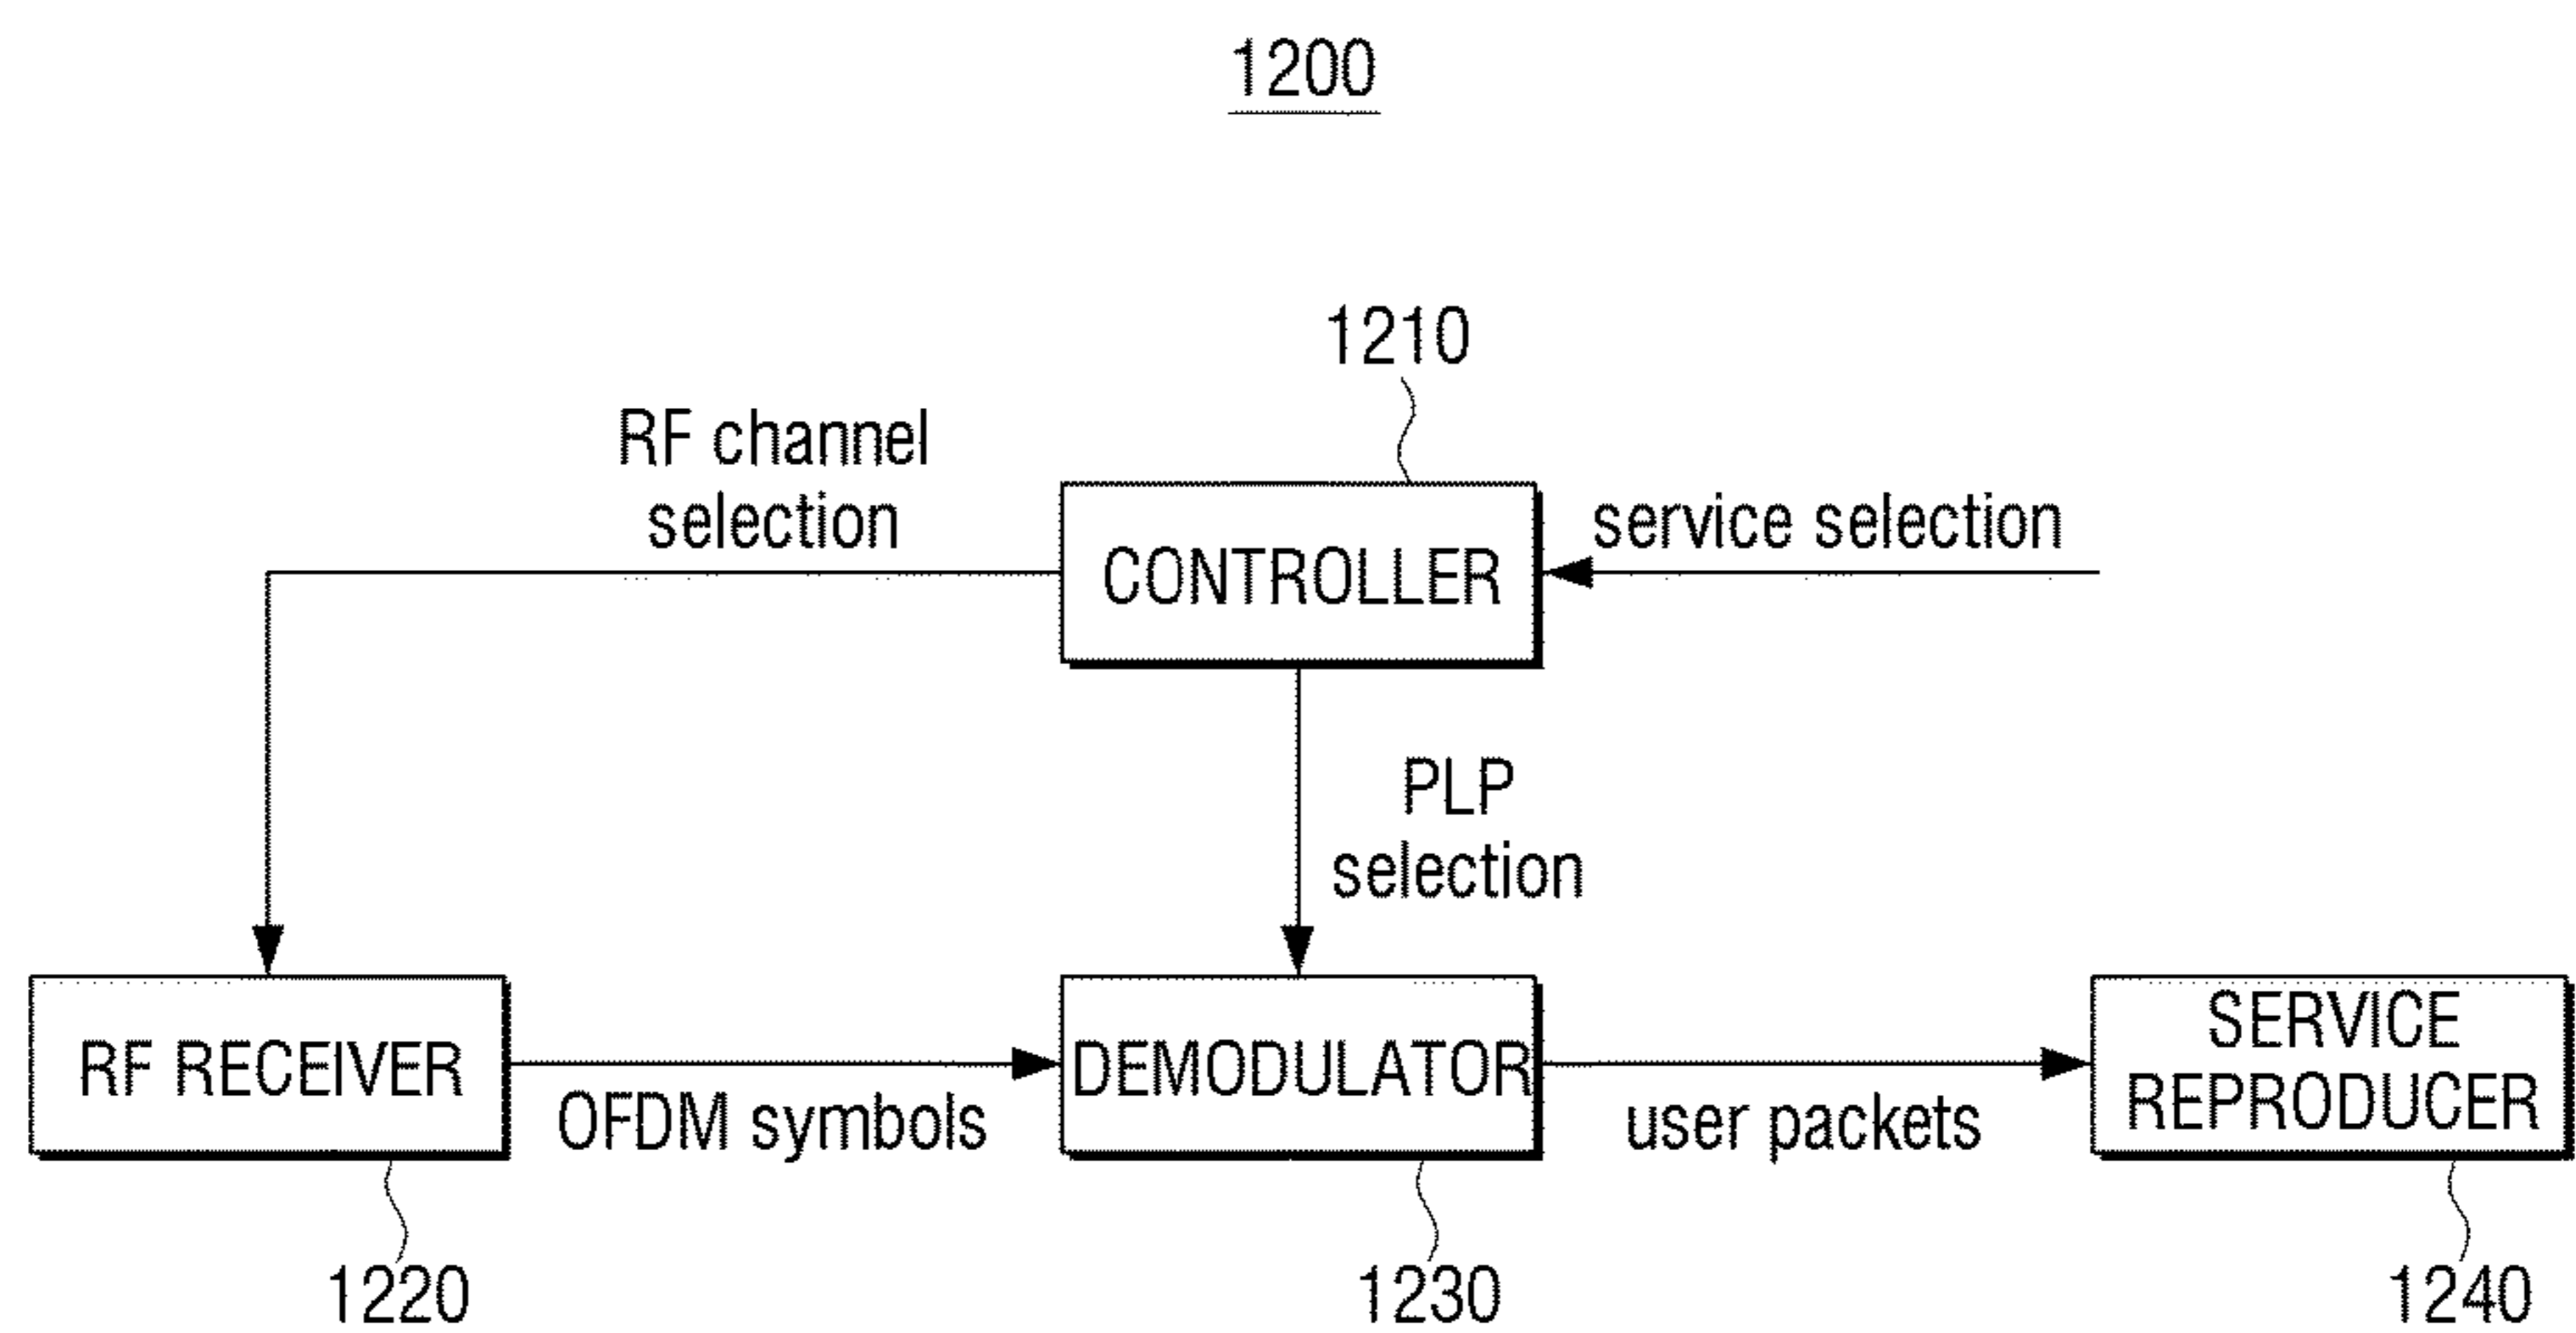 1200
1210
RF channel
selection
service selection
CONTROLLER
PLP
selection
RF RECEIVER
OFDM symbols
DEMODULATOR
user packets
SERVICE
REPRODUCER
1220
1230
1240